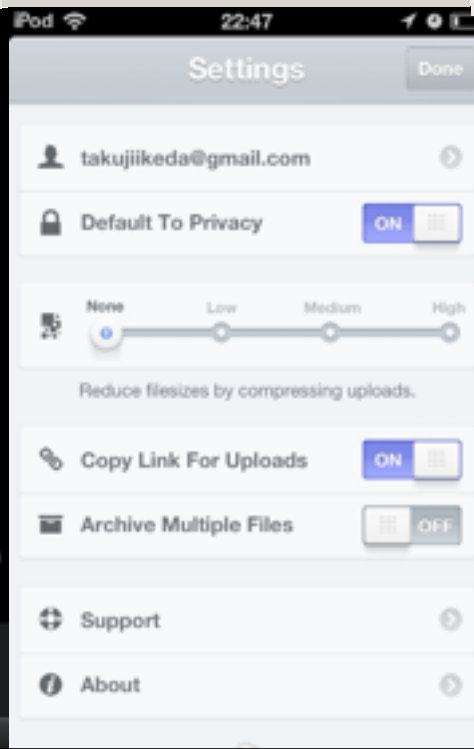 iPod 22:47
Settings Done
takujiikeda@gmail.com
Default To Privacy ON
None Low Medium High
Reduce filesizes by compressing uploads.
Copy Link For Uploads ON
Archive Multiple Files OFF
Support
About